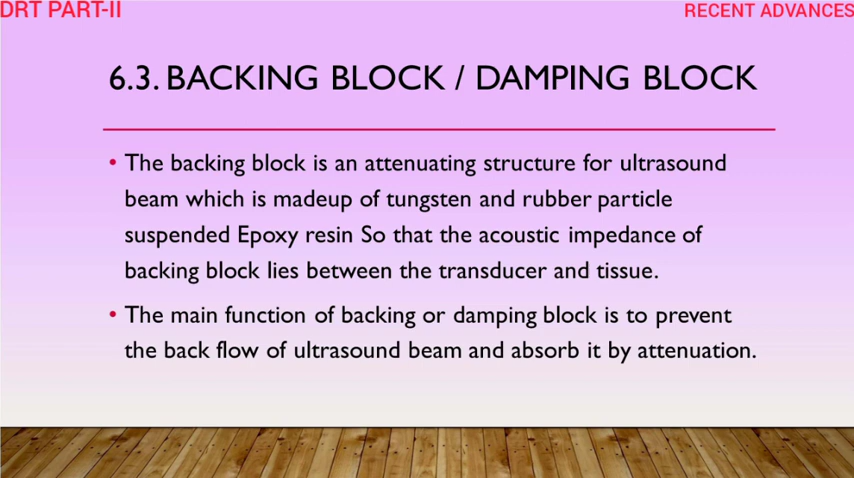 DRT PART-II
RECENT ADVANCES
6.3. BACKING BLOCK / DAMPING BLOCK
• The backing block is an attenuating structure for ultrasound
beam which is madeup of tungsten and rubber particle
suspended Epoxy resin So that the acoustic impedance of
backing block lies between the transducer and tissue.
• The main function of backing or damping block is to prevent
the back flow of ultrasound beam and absorb it by attenuation.